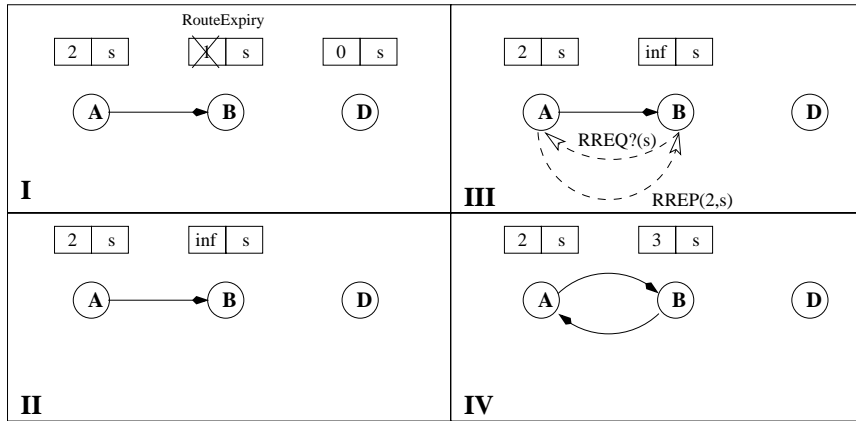 RouteExpiry
2 s
1 s
0 s
A
B
D
I
2 s
inf s
A
B
D
RREQ?(s)
RREP(2,s)
III
2 s
inf s
A
B
D
II
2 s
3 s
A
B
D
IV